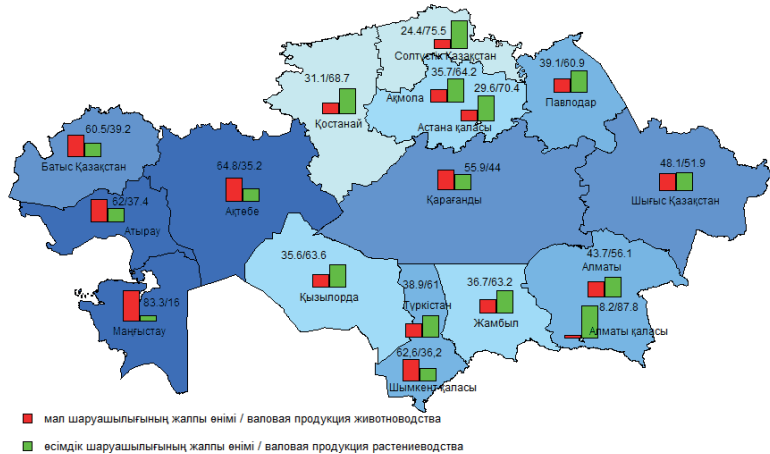 24.4/75.5
Солтүстік Қазақстан
31.1/68.7
Қостанай
35.7/64.2
Ақмола
29.6/70.4
Астана қаласы
39.1/60.9
Павлодар
60.5/39.2
Батыс Қазақстан
64.8/35.2
Ақтөбе
55.9/44
Қарағанды
48.1/51.9
Шығыс Қазақстан
62/37.4
Атырау
83.3/16
Маңғыстау
35.6/63.6
Қызылорда
38.9/61
Түркістан
36.7/63.2
Жамбыл
43.7/56.1
Алматы
8.2/87.8
Алматы қаласы
62,6/36,2
Шымкент қаласы
мал шаруашылығының жалпы өнімі / валовая продукция животноводства
өсімдік шаруашылығының жалпы өнімі / валовая продукция растениеводства